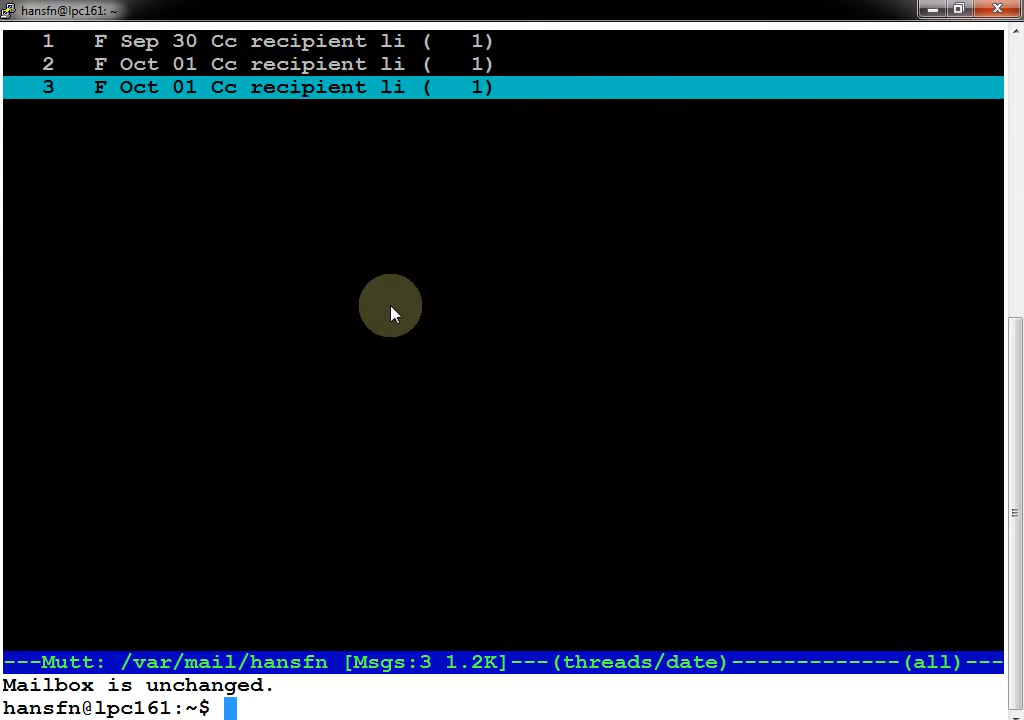 hansfn@lpc161: ~
1 F Sep 30 Cc recipient li ( 1)
2 F Oct 01 Cc recipient li ( 1)
3 F Oct 01 Cc recipient li ( 1)
---Mutt: /var/mail/hansfn [Msgs:3 1.2K]---(threads/date)-------------(all)---
Mailbox is unchanged.
hansfn@lpc161:~$